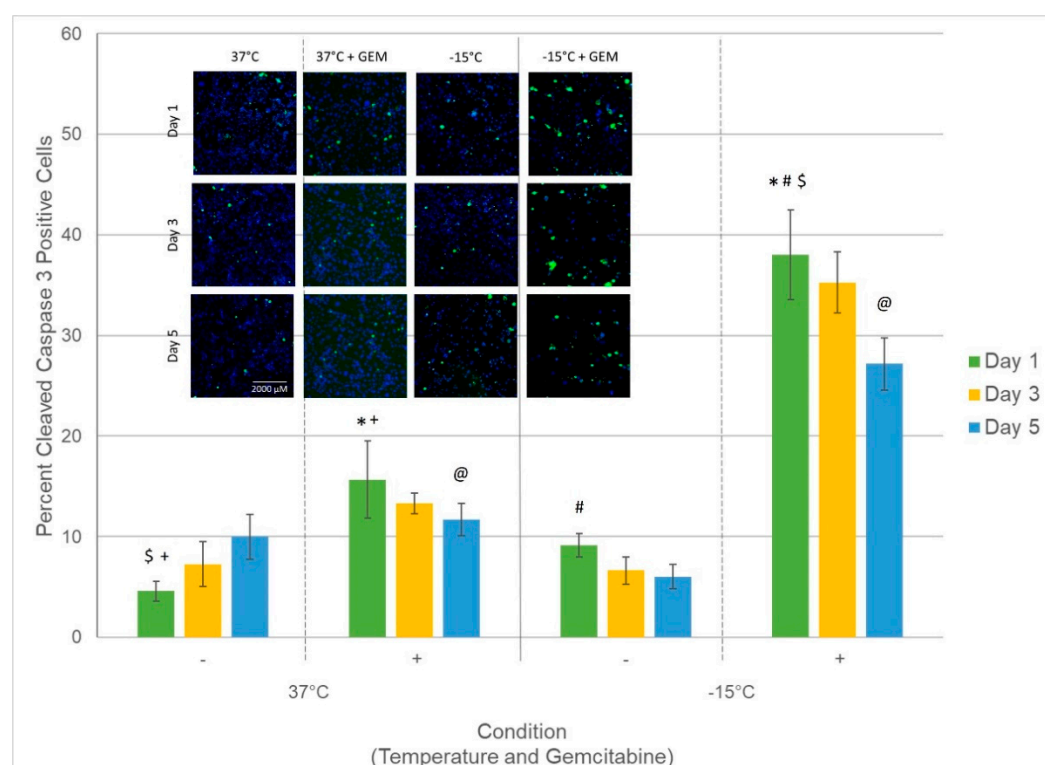 60
50
40
30
20
10
0
Percent Cleaved Caspase 3 Positive Cells
37°C 37°C + GEM -15°C -15°C + GEM
Day 1
Day 3
Day 5
2000 µM
$ +
* +
@
#
* # $
@
- + - +
37°C -15°C
Condition
(Temperature and Gemcitabine)
Day 1
Day 3
Day 5